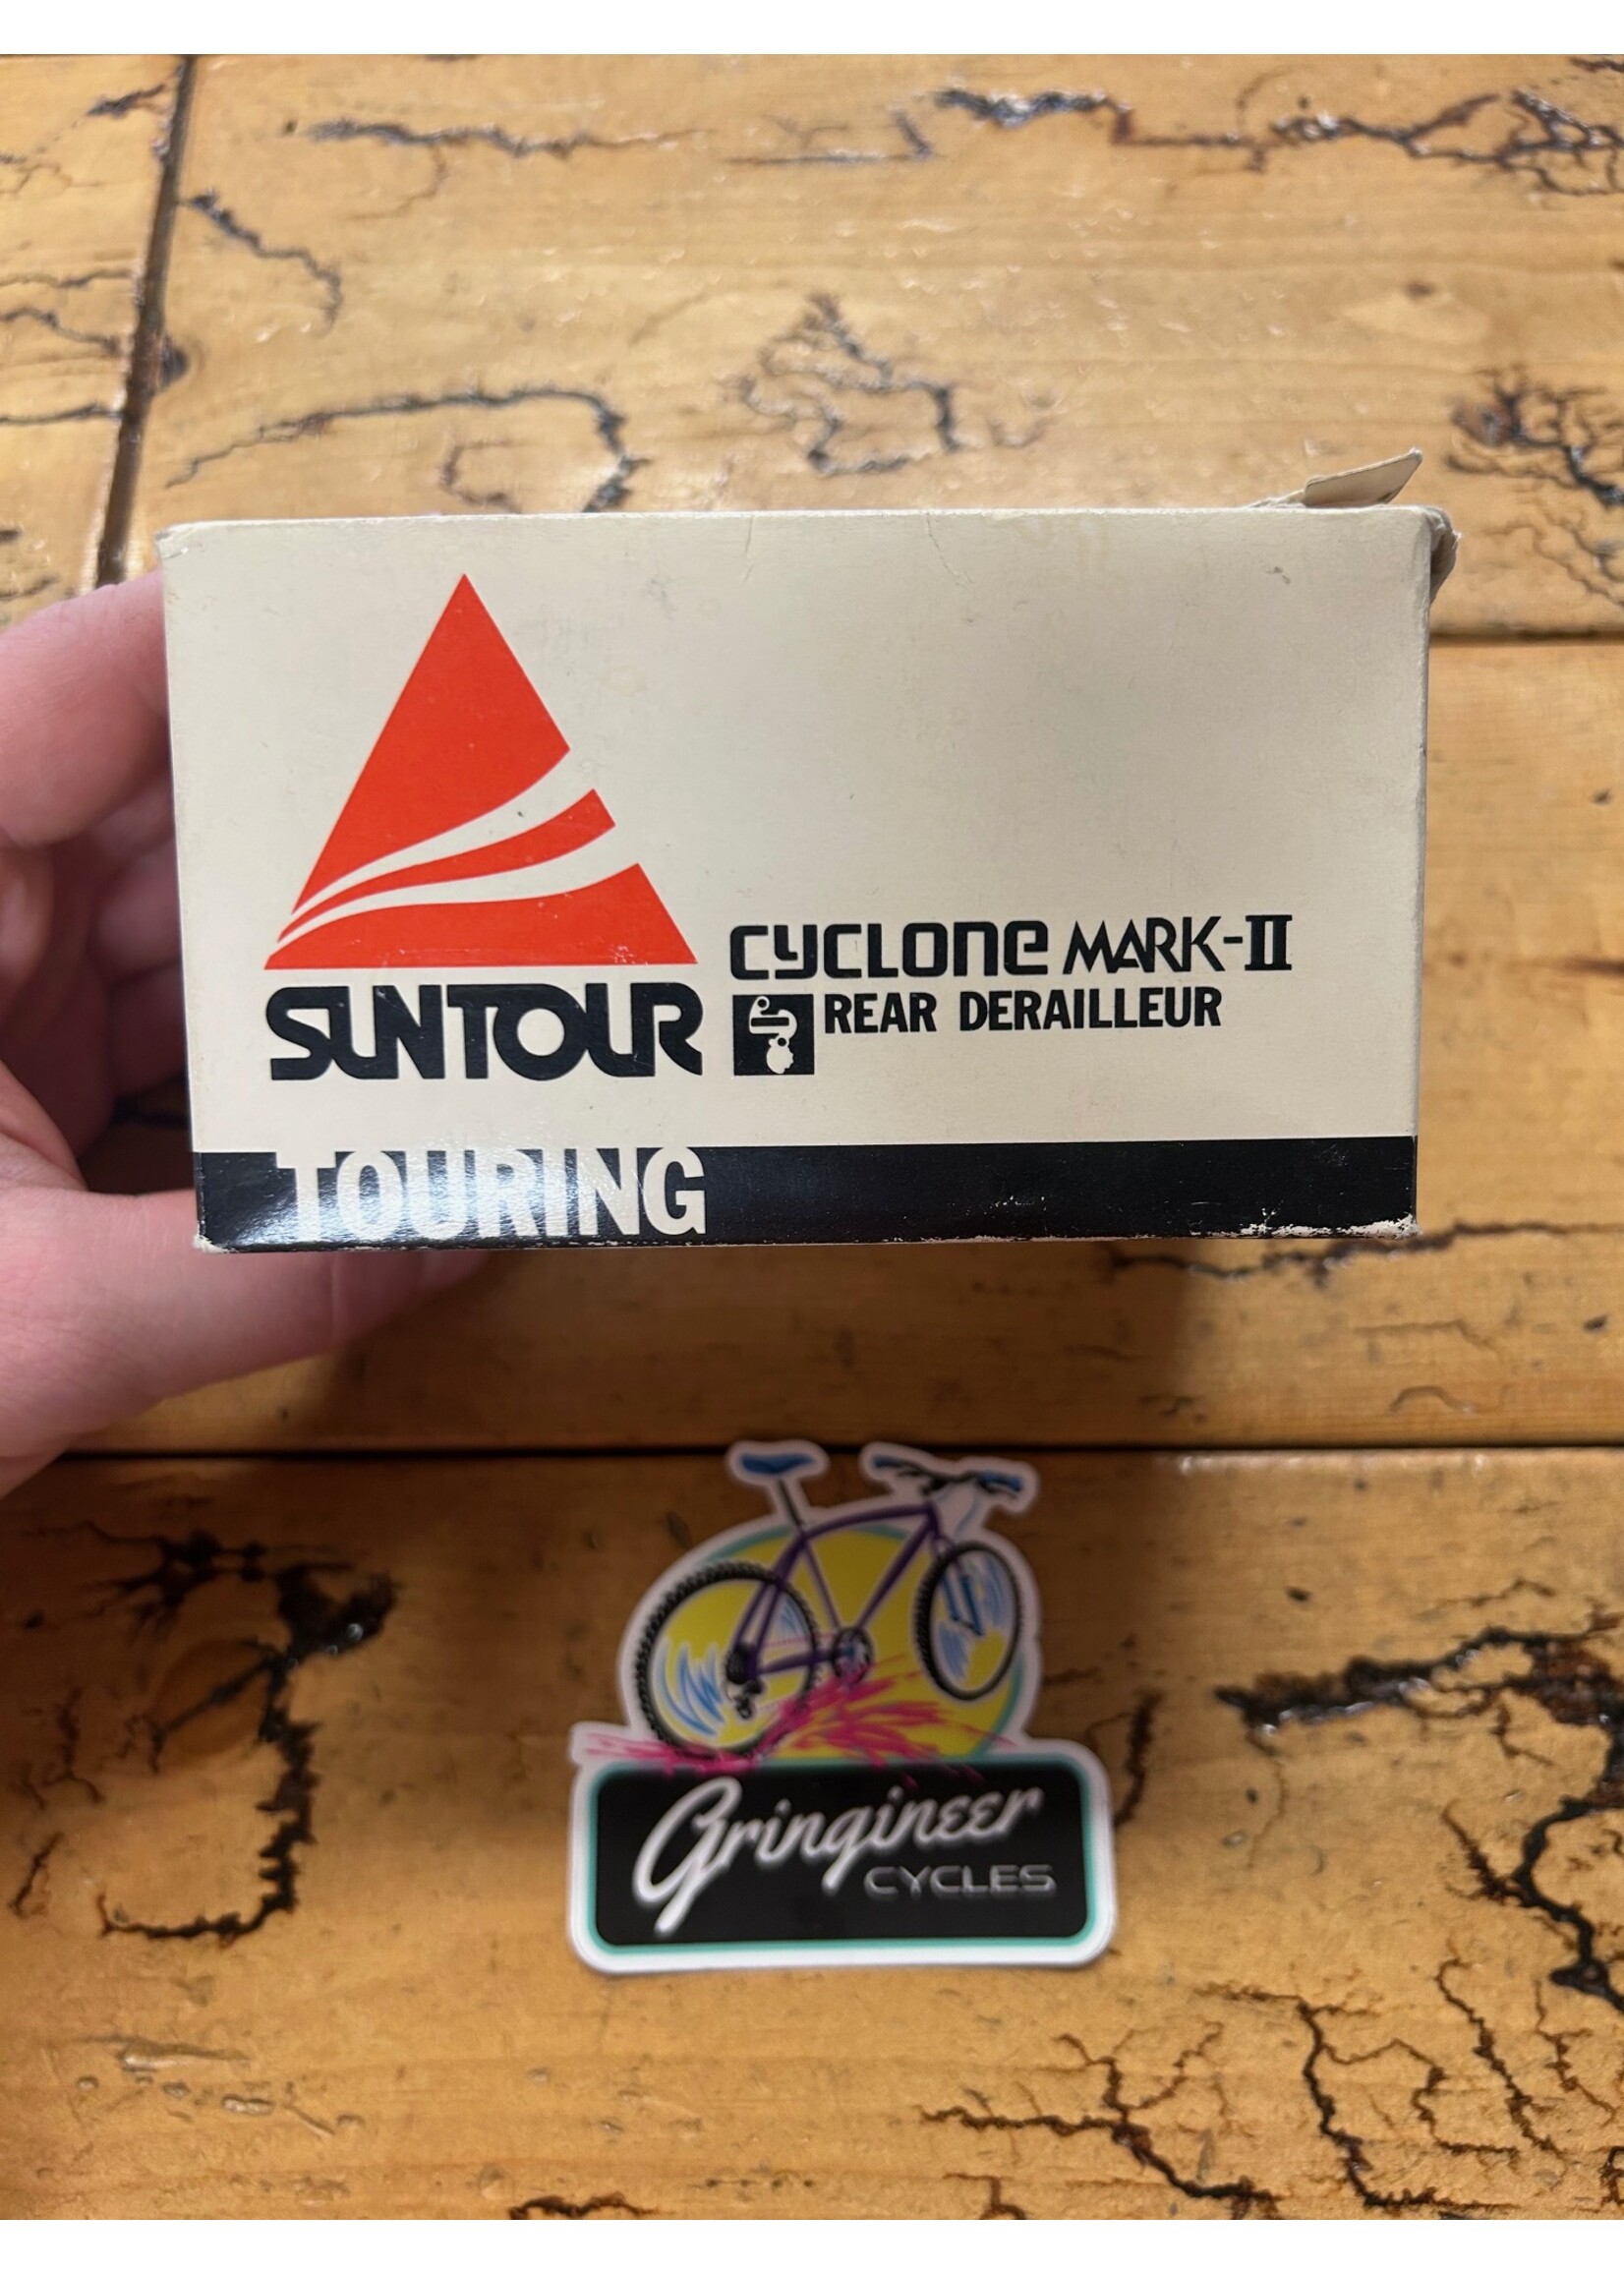 CYCLONE MARK-II
SUNTOUR
REAR DERAILLEUR
TOURING
Gringineer
CYCLES